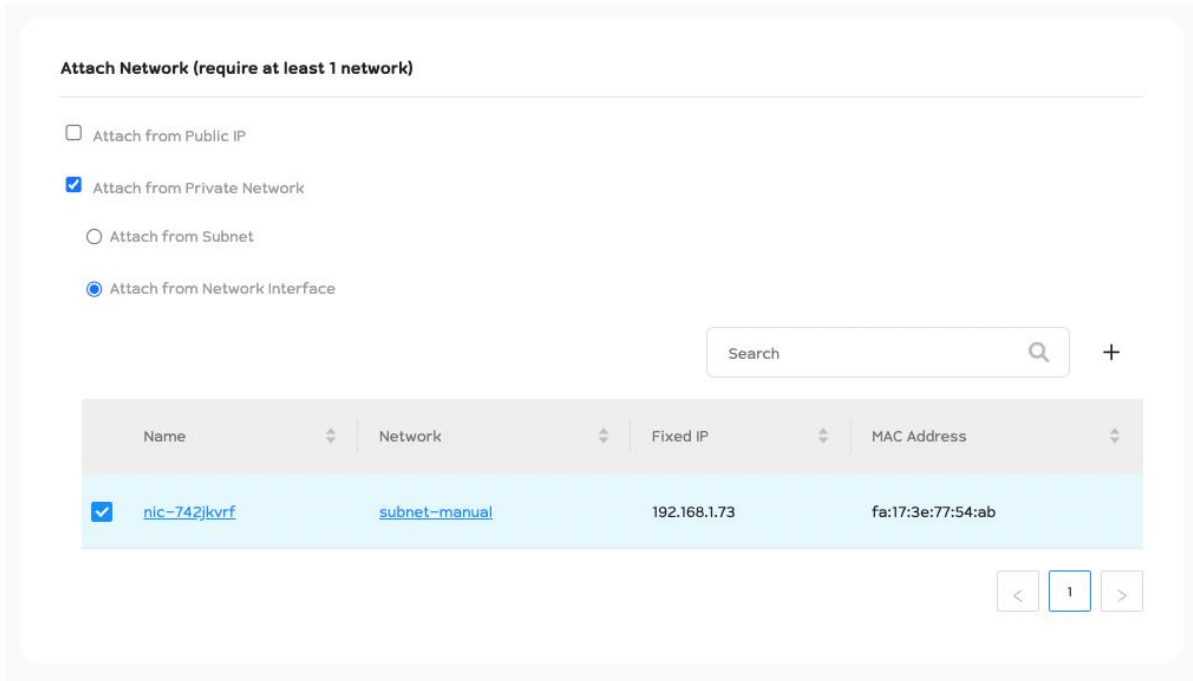 Attach Network (require at least 1 network)
Attach from Public IP
Attach from Private Network
Attach from Subnet
Attach from Network Interface
Search +
Name Network Fixed IP MAC Address
nic-742jkvrf subnet-manual 192.168.1.73 fa:17:3e:77:54:ab
< 1 >